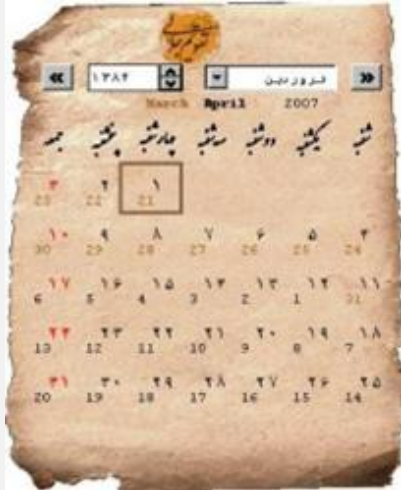 فروردین ۱۳۸۶
March April 2007
شنبه یکشنبه دوشنبه سه‌شنبه چهارشنبه پنجشنبه جمعه
۱ ۲ ۳
21 22 23
۴ ۵ ۶ ۷ ۸ ۹ ۱۰
24 25 26 27 28 29 30
۱۱ ۱۲ ۱۳ ۱۴ ۱۵ ۱۶ ۱۷
31 1 2 3 4 5 6
۱۸ ۱۹ ۲۰ ۲۱ ۲۲ ۲۳ ۲۴
7 8 9 10 11 12 13
۲۵ ۲۶ ۲۷ ۲۸ ۲۹ ۳۰ ۳۱
14 15 16 17 18 19 20